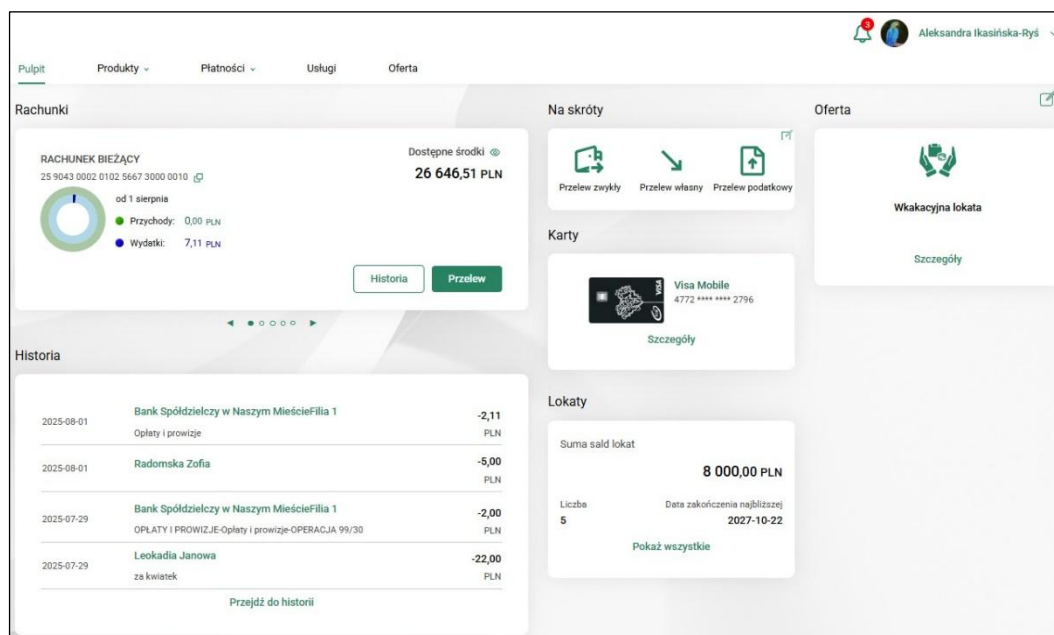 3
Aleksandra Ikasińska-Ryś
Pulpit Produkty Płatności Usługi Oferta
Rachunki
RACHUNEK BIEŻĄCY
25 9043 0002 0102 5667 3000 0010
Dostępne środki
26 646,51 PLN
od 1 sierpnia
Przychody: 0,00 PLN
Wydatki: 7,11 PLN
Historia Przelew
Historia
2025-08-01 Bank Spółdzielczy w Naszym MieścieFilia 1 -2,11
Opłaty i prowizje PLN
2025-08-01 Radomska Zofia -5,00
PLN
2025-07-29 Bank Spółdzielczy w Naszym MieścieFilia 1 -2,00
OPŁATY I PROWIZJE-Opłaty i prowizje-OPERACJA 99/30 PLN
2025-07-29 Leokadia Janowa -22,00
za kwiatek PLN
Przejdź do historii
Na skróty
Przelew zwykły Przelew własny Przelew podatkowy
Karty
VISA
Visa Mobile
4772 **** **** 2796
Szczegóły
Lokaty
Suma sald lokat
8 000,00 PLN
Liczba Data zakończenia najbliższej
5 2027-10-22
Pokaż wszystkie
Oferta
Wkakacyjna lokata
Szczegóły